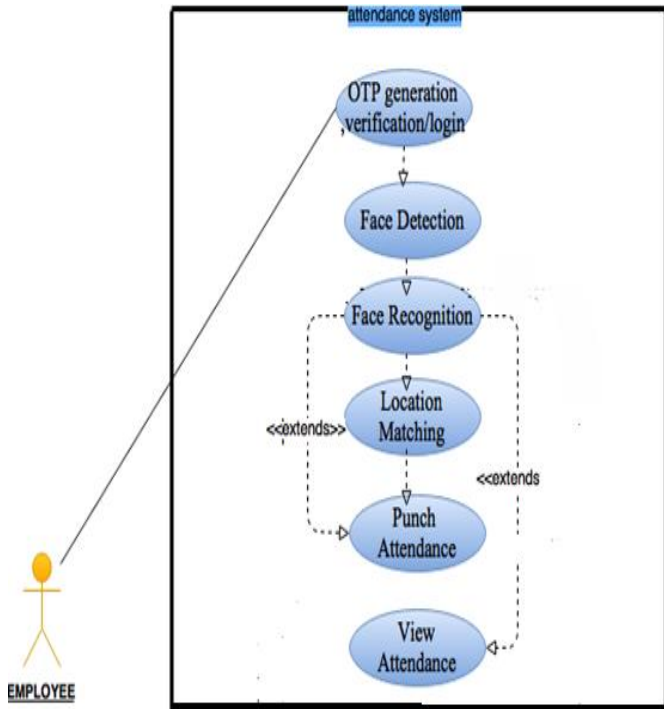 attendance system
OTP generation
,verification/login
Face Detection
Face Recognition
Location
Matching
<<extends>>
<<extends
Punch
Attendance
View
Attendance
EMPLOYEE